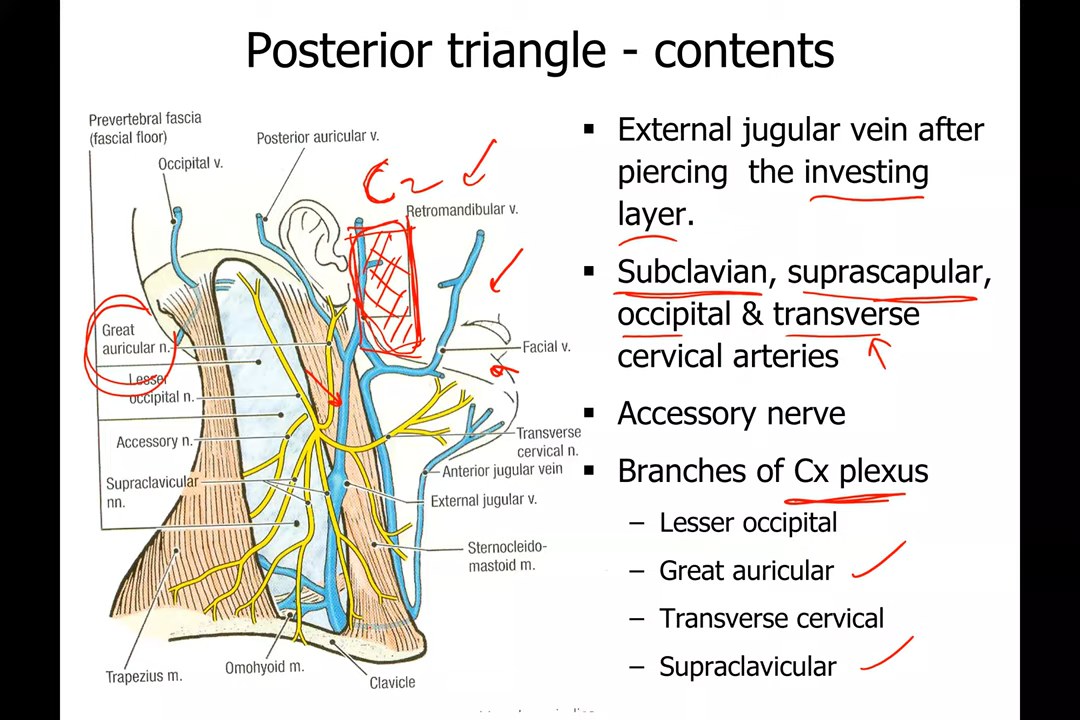 Posterior triangle - contents
Prevertebral fascia
(fascial floor)
Occipital v.
Posterior auricular v.
C2
Retromandibular v.
Great
auricular n.
Lesser
occipital n.
Accessory n.
Supraclavicular
nn.
Facial v.
Transverse
cervical n.
Anterior jugular vein
External jugular v.
Sternocleido-
mastoid m.
Trapezius m.
Omohyoid m.
Clavicle
▪ External jugular vein after
piercing the investing
layer.
▪ Subclavian, suprascapular,
occipital & transverse
cervical arteries
▪ Accessory nerve
▪ Branches of Cx plexus
– Lesser occipital
– Great auricular
– Transverse cervical
– Supraclavicular